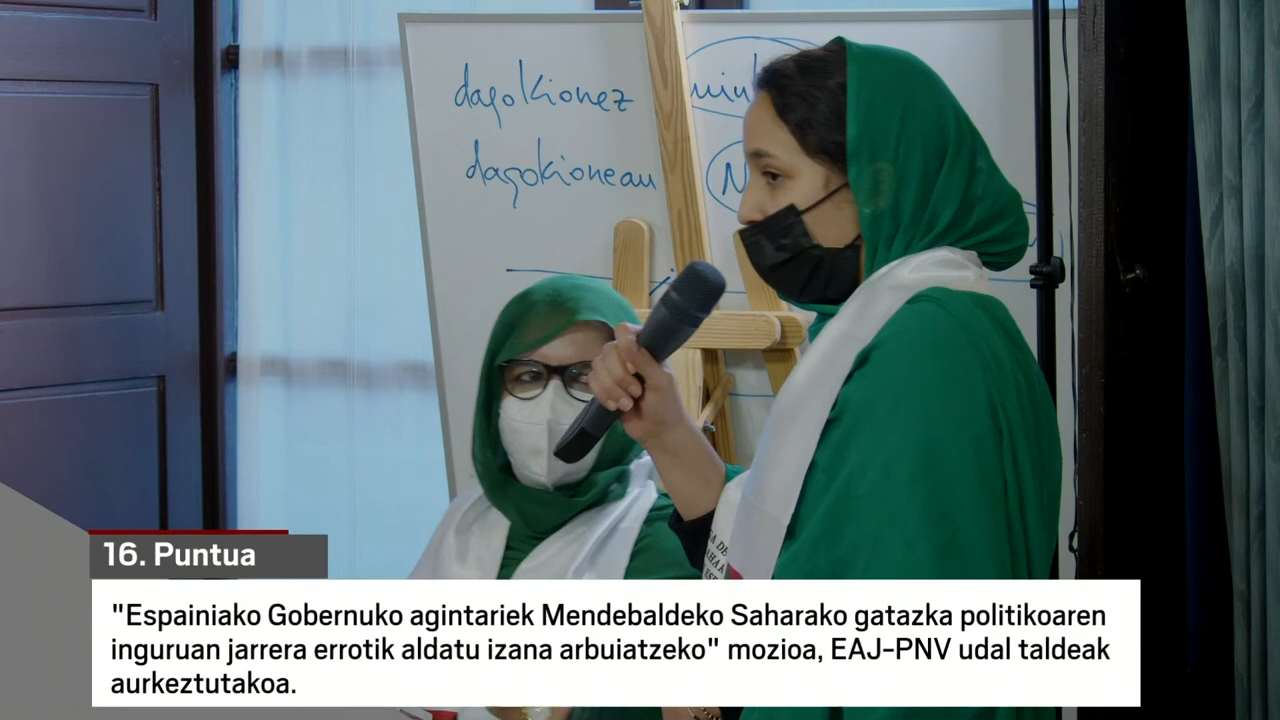 dagokionez
dagokionean
16. Puntua
"Espainiako Gobernuko agintariek Mendebaldeko Saharako gatazka politikoaren
inguruan jarrera errotik aldatu izana arbuiatzeko" mozioa, EAJ-PNV udal taldeak
aurkeztutakoa.